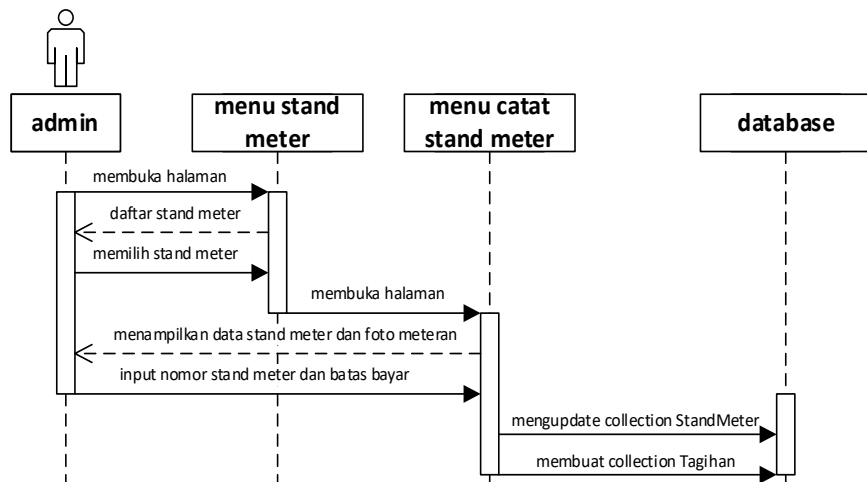 admin
menu stand
meter
menu catat
stand meter
database
membuka halaman
daftar stand meter
memilih stand meter
membuka halaman
menampilkan data stand meter dan foto meteran
input nomor stand meter dan batas bayar
mengupdate collection StandMeter
membuat collection Tagihan